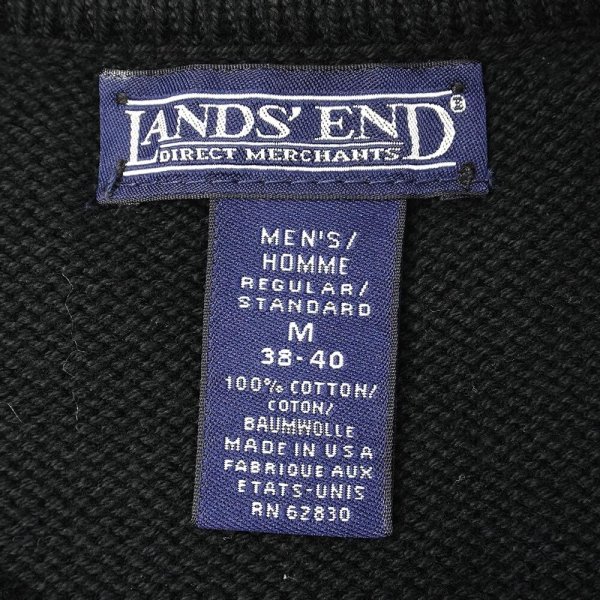 LANDS' END ®
DIRECT MERCHANTS
MEN'S/
HOMME
REGULAR/
STANDARD
M
38-40
100% COTTON/
COTON/
BAUMWOLLE
MADE IN U S A
FABRIQUE AUX
ETATS-UNIS
RN 62830